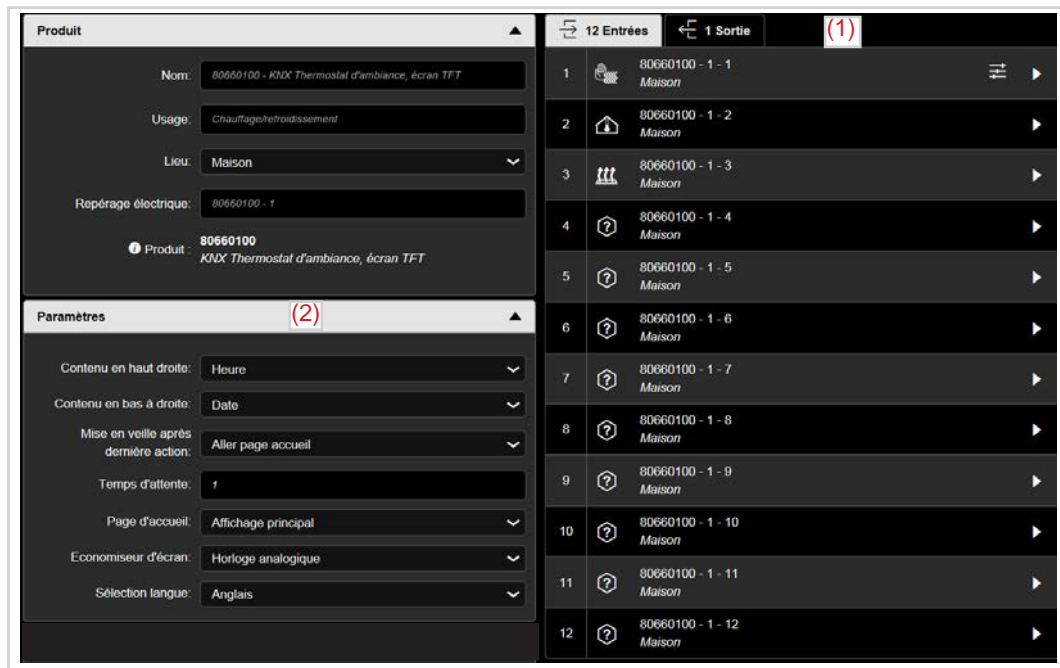 Produit
Nom: 80660100 - KNX Thermostat d'ambiance, écran TFT
Usage: Chauffage/refroidissement
Lieu: Maison
Repérage électrique: 80660100 - 1
Produit : 80660100
KNX Thermostat d'ambiance, écran TFT
Paramètres (2)
Contenu en haut droite: Heure
Contenu en bas à droite: Date
Mise en veille après
dernière action: Aller page accueil
Temps d'attente: 1
Page d'accueil: Affichage principal
Economiseur d'écran: Horloge analogique
Sélection langue: Anglais
12 Entrées 1 Sortie (1)
1 80660100 - 1 - 1
Maison
2 80660100 - 1 - 2
Maison
3 80660100 - 1 - 3
Maison
4 80660100 - 1 - 4
Maison
5 80660100 - 1 - 5
Maison
6 80660100 - 1 - 6
Maison
7 80660100 - 1 - 7
Maison
8 80660100 - 1 - 8
Maison
9 80660100 - 1 - 9
Maison
10 80660100 - 1 - 10
Maison
11 80660100 - 1 - 11
Maison
12 80660100 - 1 - 12
Maison